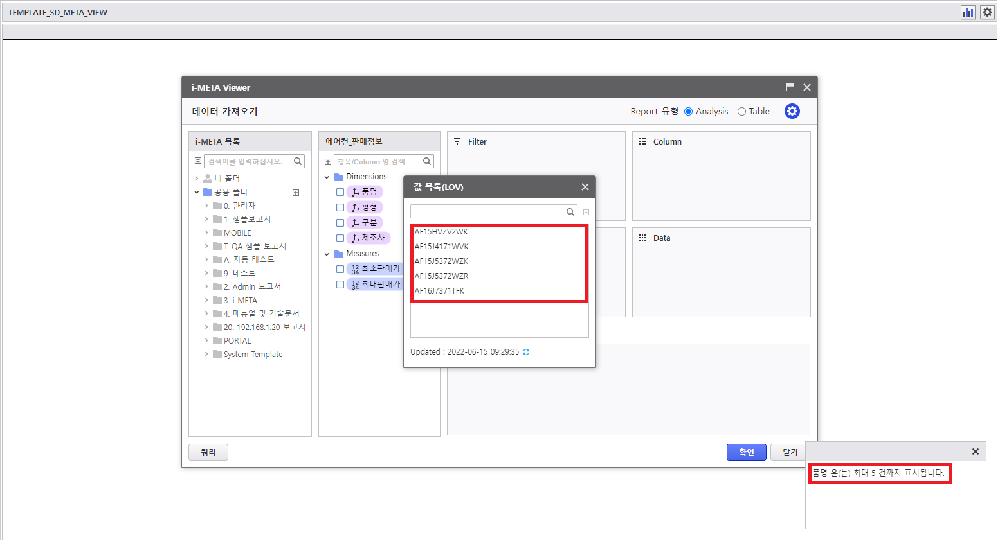 TEMPLATE_SD_META_VIEW
i-META Viewer
데이터 가져오기
Report 유형 Analysis Table
i-META 목록
검색어를 입력하십시오.
내 폴더
공용 폴더
0. 관리자
1. 샘플보고서
MOBILE
T. QA 샘플 보고서
A. 자동 테스트
9. 테스트
2. Admin 보고서
3. i-META
4. 매뉴얼 및 기술문서
20. 192.168.1.20 보고서
PORTAL
System Template
에어컨_판매정보
항목/Column 명 검색
Dimensions
품명
평형
구분
제조사
Measures
1234 최소판매가
1234 최대판매가
Filter
Column
Data
값 목록(LOV)
AF15HVZV2WK
AF15J4171WVK
AF15J5372WZK
AF15J5372WZR
AF16J7371TFK
Updated : 2022-06-15 09:29:35
쿼리
확인
닫기
품명 은(는) 최대 5 건까지 표시됩니다.